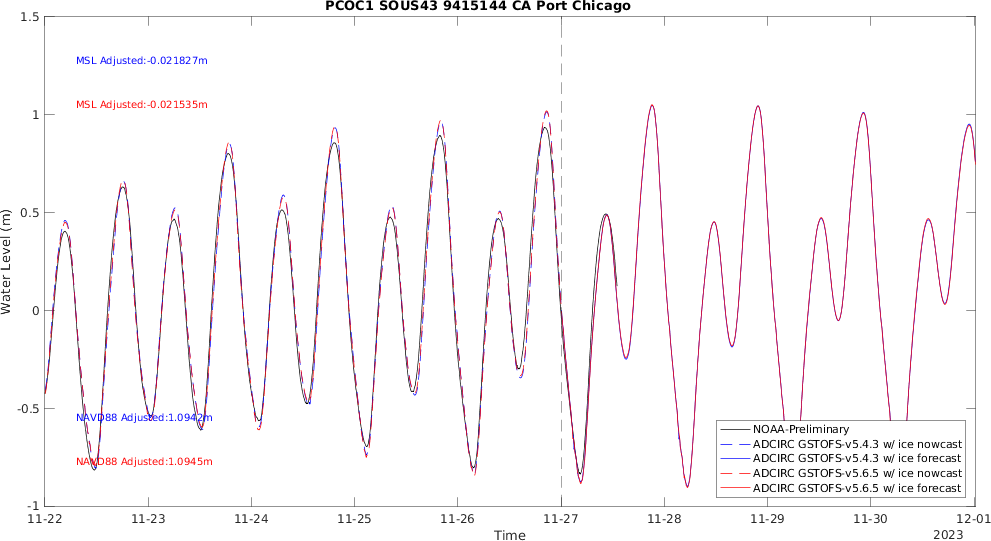 PCOC1 SOUS43 9415144 CA Port Chicago
1.5
MSL Adjusted:-0.021827m
MSL Adjusted:-0.021535m
1
0.5
Water Level (m)
0
-0.5
NAVD88 Adjusted:1.0942m
NAVD88 Adjusted:1.0945m
-1
NOAA-Preliminary
ADCIRC GSTOFS-v5.4.3 w/ ice nowcast
ADCIRC GSTOFS-v5.4.3 w/ ice forecast
ADCIRC GSTOFS-v5.6.5 w/ ice nowcast
ADCIRC GSTOFS-v5.6.5 w/ ice forecast
11-22 11-23 11-24 11-25 11-26 11-27 11-28 11-29 11-30 12-01
Time
2023